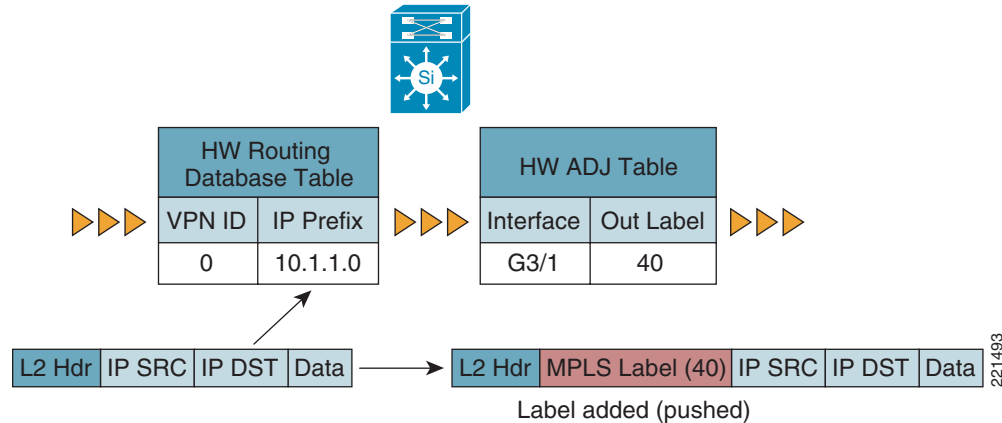 Si
HW Routing
Database Table
VPN ID IP Prefix
0 10.1.1.0
HW ADJ Table
Interface Out Label
G3/1 40
L2 Hdr IP SRC IP DST Data
L2 Hdr MPLS Label (40) IP SRC IP DST Data
Label added (pushed)
221493